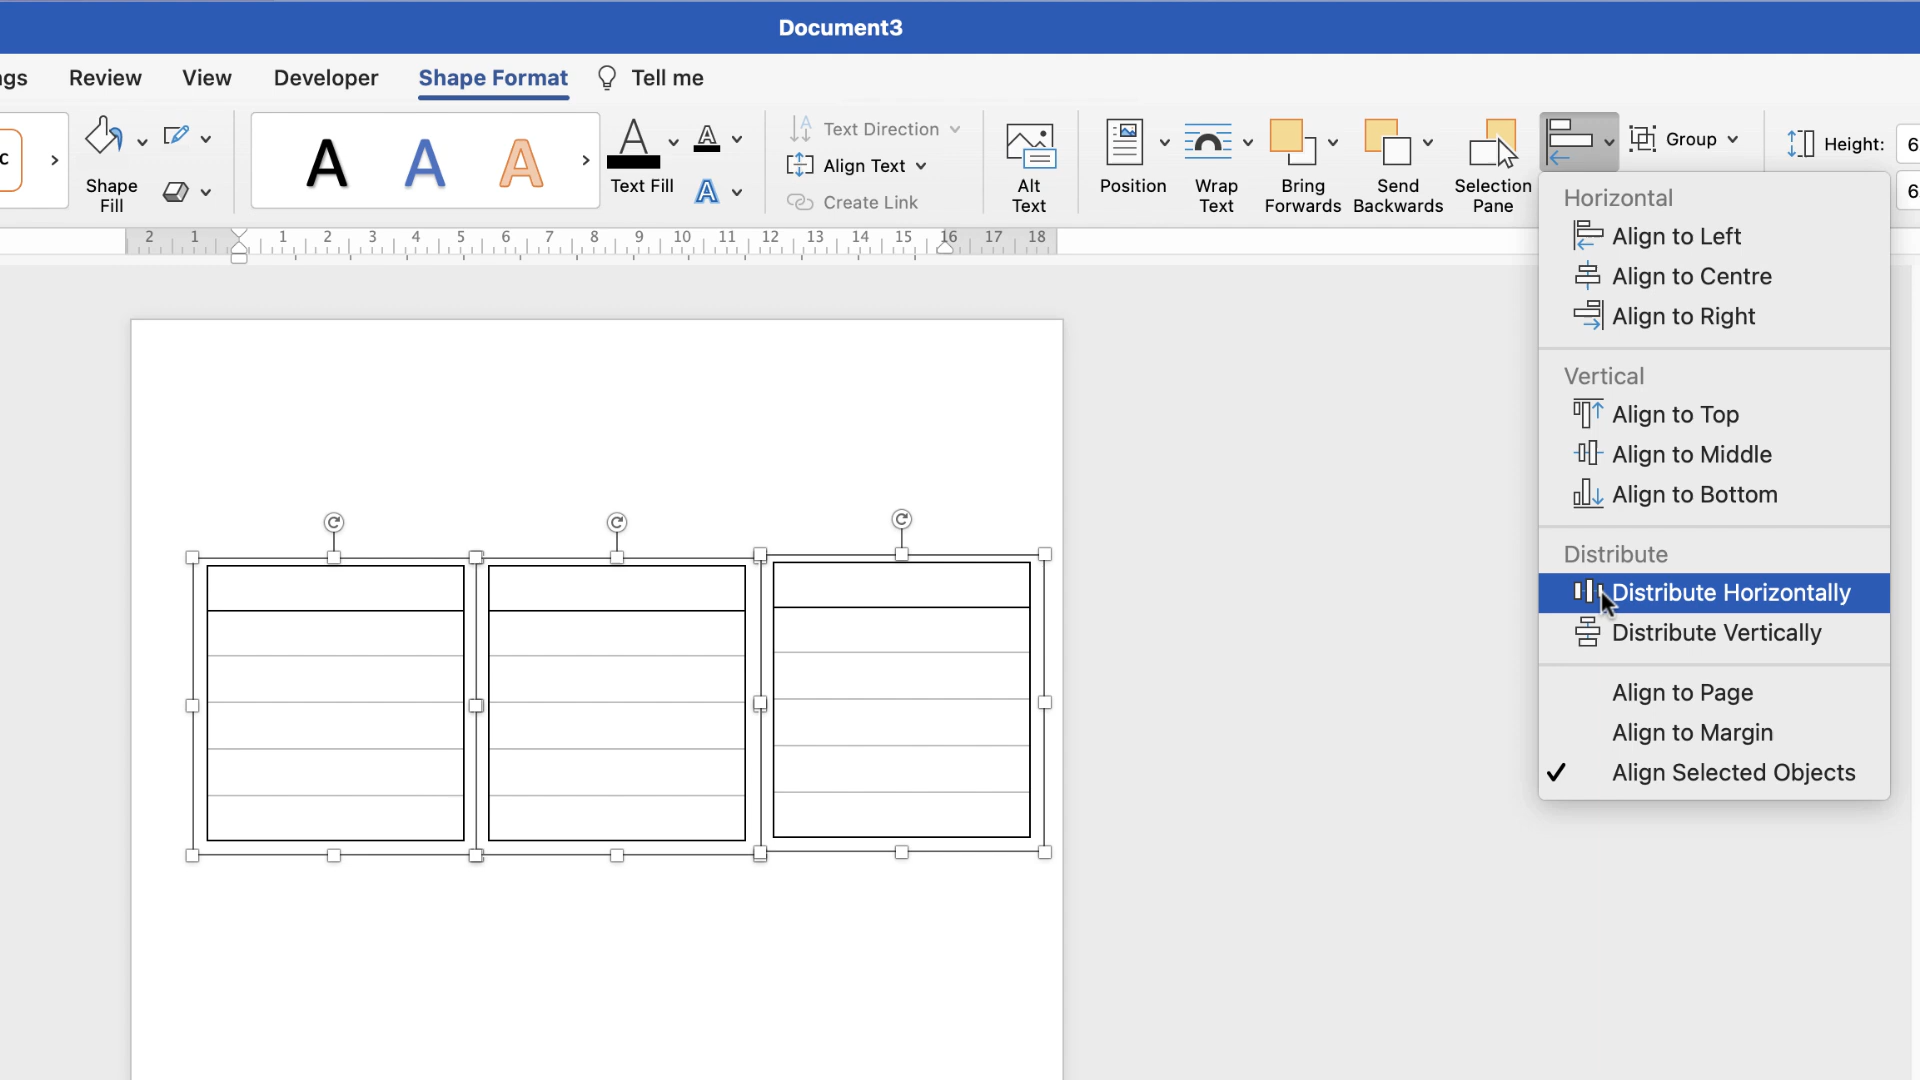 Document3
gs Review View Developer Shape Format Tell me
c
Shape
Fill
A A A
A
Text Fill
A
A
Text Direction
Align Text
Create Link
Alt
Text
Position
Wrap
Text
Bring
Forwards
Send
Backwards
Selection
Pane
Group
Height: 6
6
2 1 1 2 3 4 5 6 7 8 9 10 11 12 13 14 15 16 17 18
Horizontal
Align to Left
Align to Centre
Align to Right
Vertical
Align to Top
Align to Middle
Align to Bottom
Distribute
Distribute Horizontally
Distribute Vertically
Align to Page
Align to Margin
Align Selected Objects